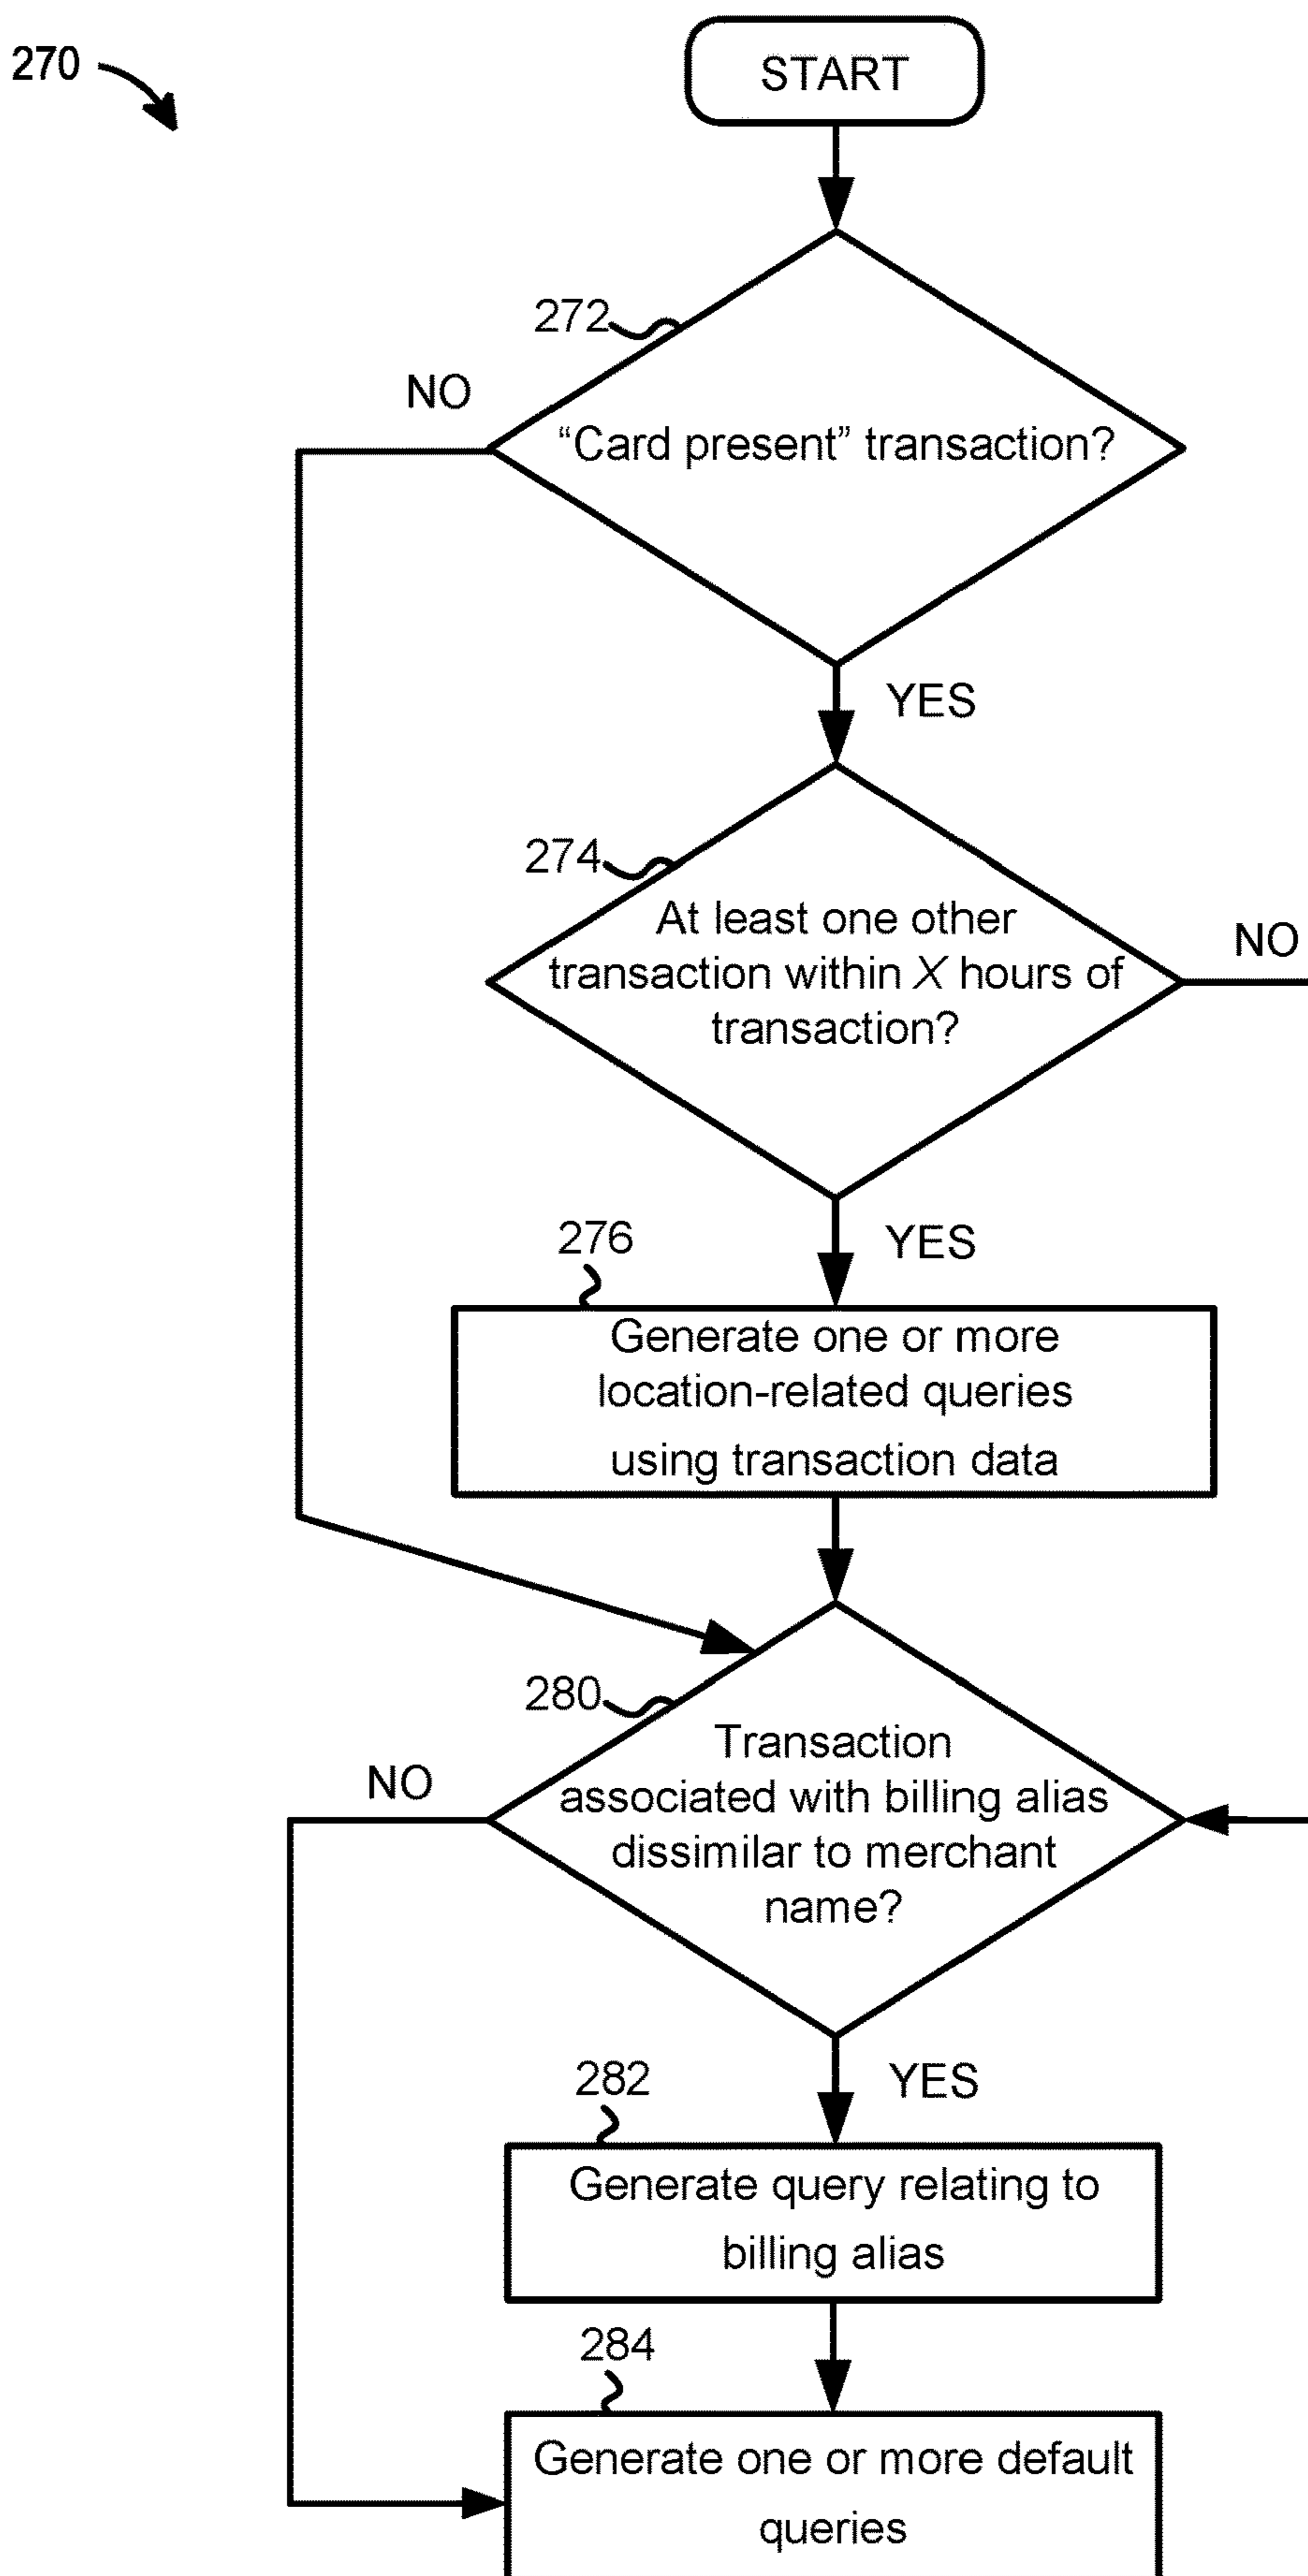 270
START
272
NO
“Card present” transaction?
YES
274
At least one other
transaction within X hours of
transaction?
NO
YES
276
Generate one or more
location-related queries
using transaction data
280
NO
Transaction
associated with billing alias
dissimilar to merchant
name?
YES
282
Generate query relating to
billing alias
284
Generate one or more default
queries